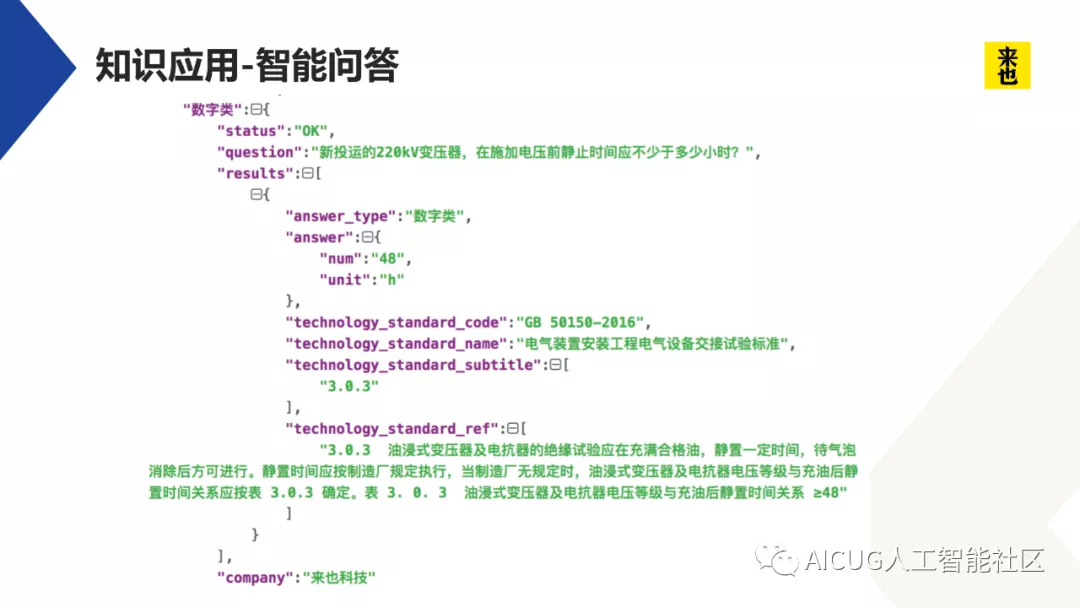 知识应用-智能问答
来也
"数字类":{
"status":"OK",
"question":"新投运的220kV变压器，在施加电压前静止时间应不少于多少小时？",
"results":[
{
"answer_type":"数字类",
"answer":{
"num":"48",
"unit":"h"
},
"technology_standard_code":"GB 50150-2016",
"technology_standard_name":"电气装置安装工程电气设备交接试验标准",
"technology_standard_subtitle":[
"3.0.3"
],
"technology_standard_ref":[
"3.0.3 油浸式变压器及电抗器的绝缘试验应在充满合格油，静置一定时间，待气泡
消除后方可进行。静置时间应按制造厂规定执行，当制造厂无规定时，油浸式变压器及电抗器电压等级与充油后静
置时间关系应按表 3.0.3 确定。表 3. 0. 3 油浸式变压器及电抗器电压等级与充油后静置时间关系 ≥48"
]
}
],
"company":"来也科技"
AICUG人工智能社区